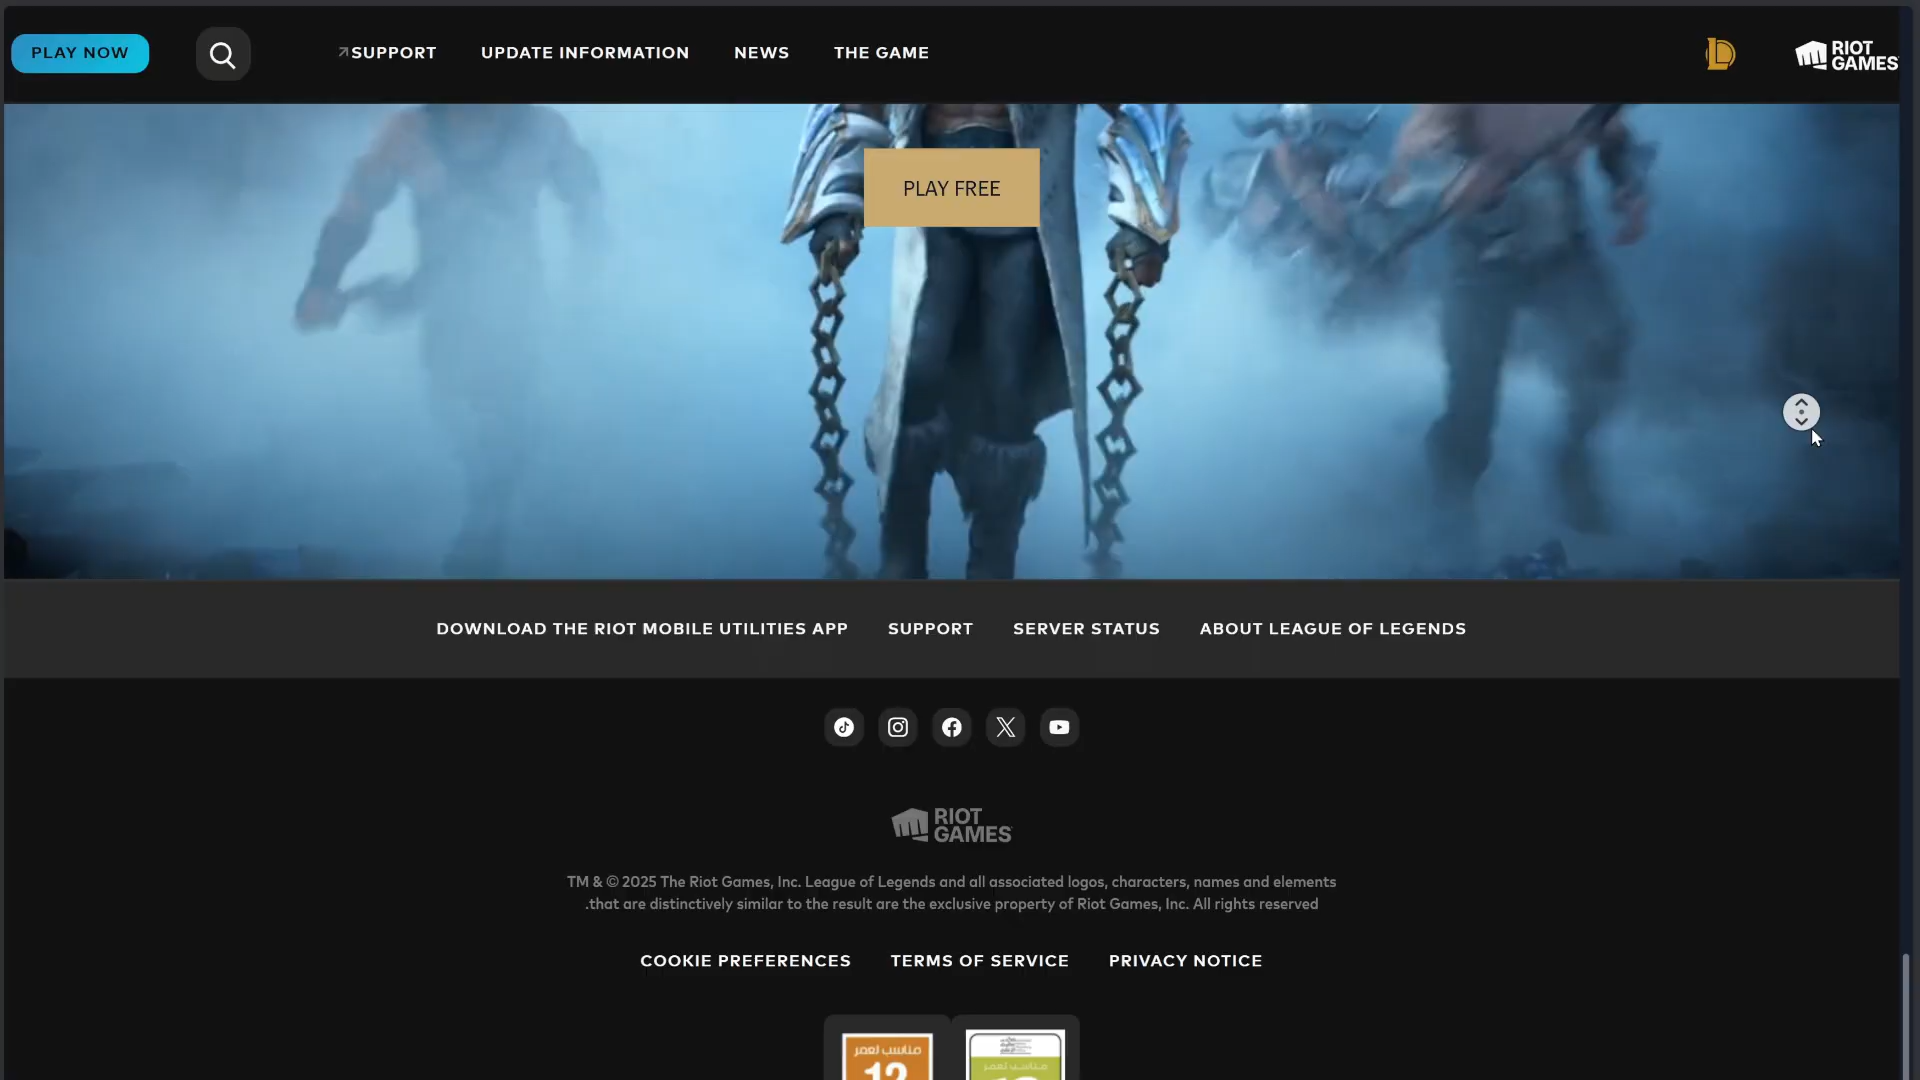 PLAY NOW
SUPPORT
UPDATE INFORMATION
NEWS
THE GAME
RIOT
GAMES
PLAY FREE
DOWNLOAD THE RIOT MOBILE UTILITIES APP
SUPPORT
SERVER STATUS
ABOUT LEAGUE OF LEGENDS
RIOT
GAMES
TM & © 2025 The Riot Games, Inc. League of Legends and all associated logos, characters, names and elements
.that are distinctively similar to the result are the exclusive property of Riot Games, Inc. All rights reserved
COOKIE PREFERENCES
TERMS OF SERVICE
PRIVACY NOTICE
مناسب لعمر
12
مناسب لعمر